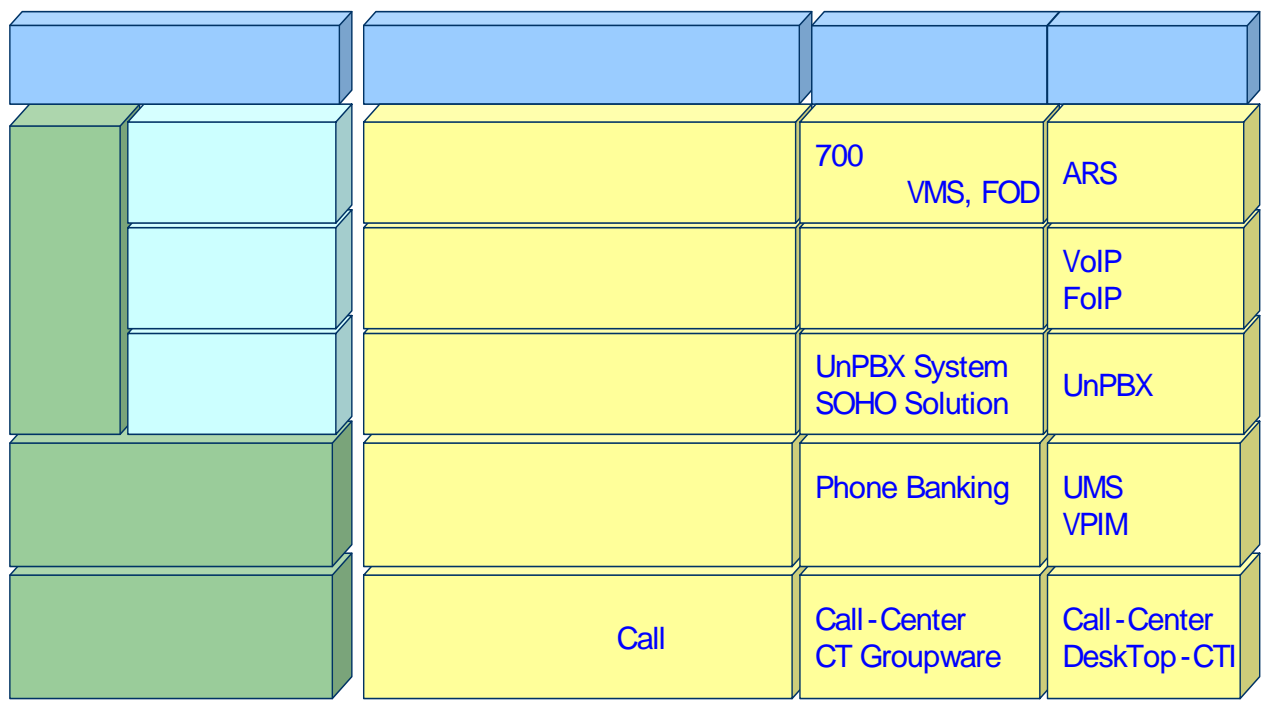 700
VMS, FOD
ARS
VoIP
FoIP
UnPBX System
SOHO Solution
UnPBX
Phone Banking
UMS
VPIM
Call
Call-Center
CT Groupware
Call-Center
DeskTop-CTI